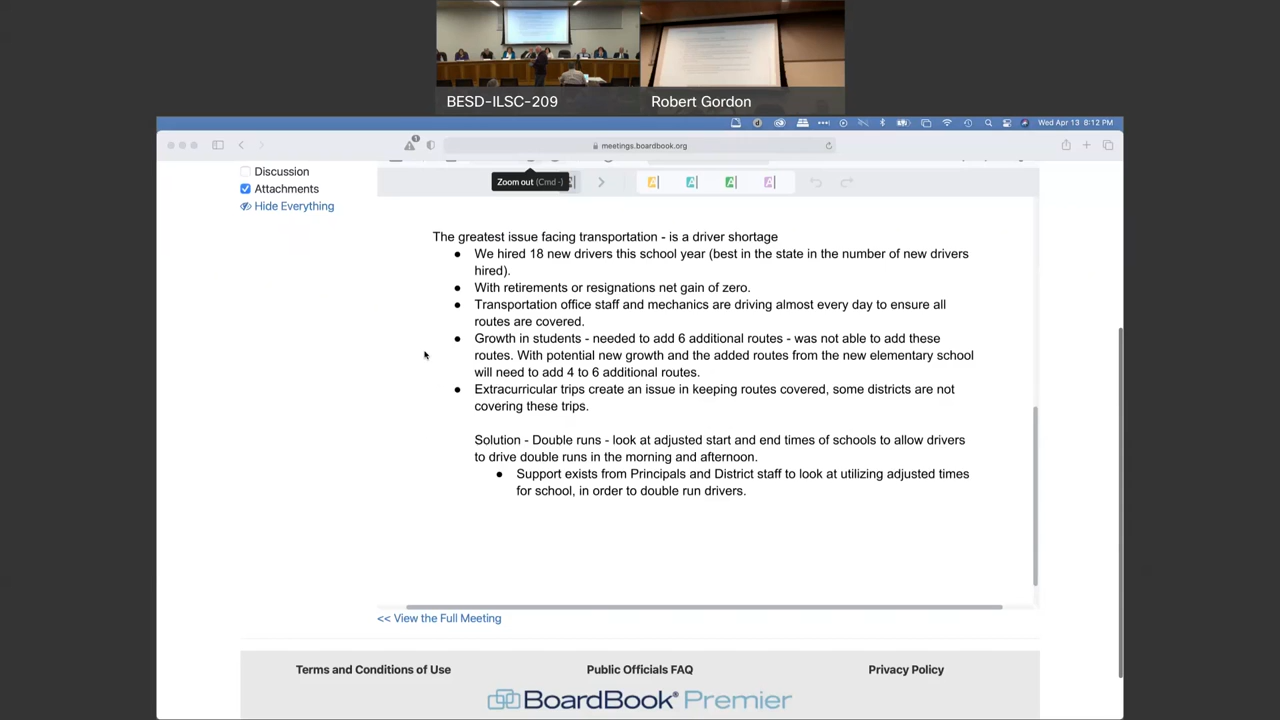 BESD-ILSC-209
Robert Gordon
Wed Apr 13 8:12 PM
meetings.boardbook.org
Discussion
Attachments
Hide Everything
Zoom out (Cmd -)
The greatest issue facing transportation - is a driver shortage
● We hired 18 new drivers this school year (best in the state in the number of new drivers
hired).
● With retirements or resignations net gain of zero.
● Transportation office staff and mechanics are driving almost every day to ensure all
routes are covered.
● Growth in students - needed to add 6 additional routes - was not able to add these
routes. With potential new growth and the added routes from the new elementary school
will need to add 4 to 6 additional routes.
● Extracurricular trips create an issue in keeping routes covered, some districts are not
covering these trips.
Solution - Double runs - look at adjusted start and end times of schools to allow drivers
to drive double runs in the morning and afternoon.
● Support exists from Principals and District staff to look at utilizing adjusted times
for school, in order to double run drivers.
<< View the Full Meeting
Terms and Conditions of Use
Public Officials FAQ
Privacy Policy
BoardBook® Premier